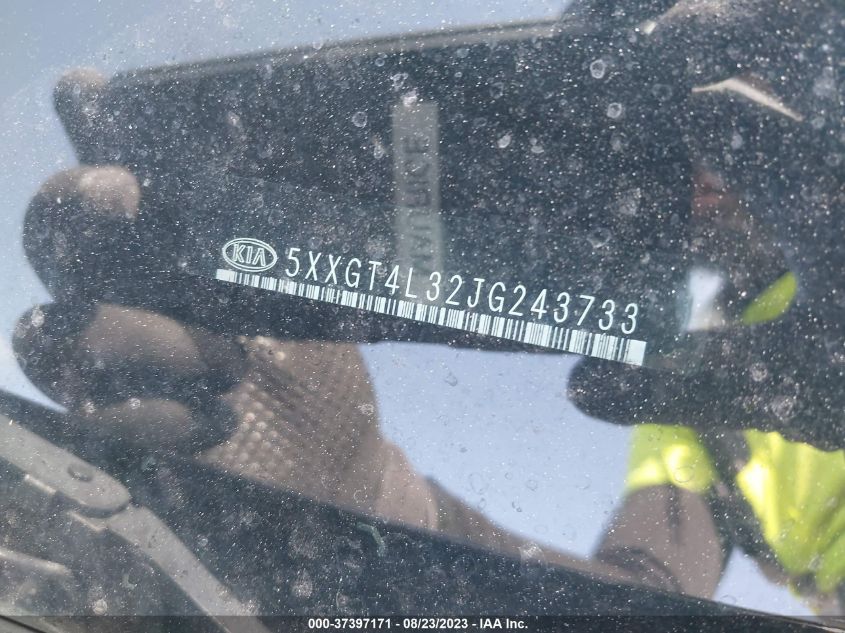 KIA 5XXGT4L32JG243733
000-37397171 / 08/23/2023 - IAA Inc.